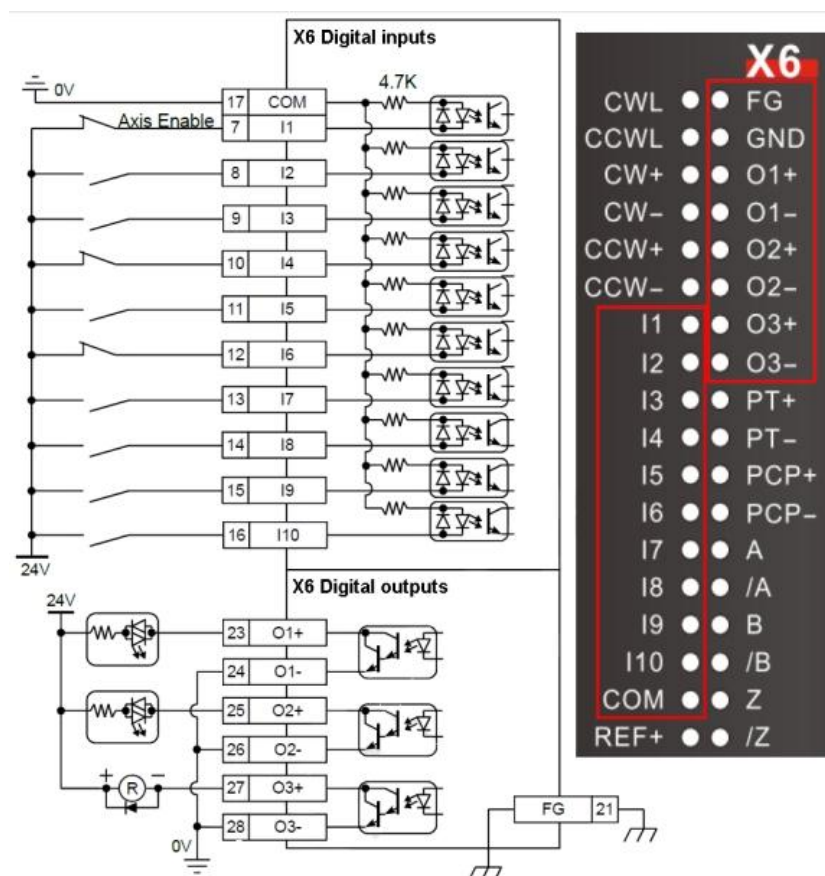 X6 Digital inputs
0V
4.7K
17 COM
Axis Enable
7 I1
8 I2
9 I3
10 I4
11 I5
12 I6
13 I7
14 I8
15 I9
16 I10
24V
X6 Digital outputs
24V
23 O1+
24 O1-
25 O2+
26 O2-
+ R -
27 O3+
28 O3-
0V
FG 21
X6
CWL FG
CCWL GND
CW+ O1+
CW- O1-
CCW+ O2+
CCW- O2-
I1 O3+
I2 O3-
I3 PT+
I4 PT-
I5 PCP+
I6 PCP-
I7 A
I8 /A
I9 B
I10 /B
COM Z
REF+ /Z